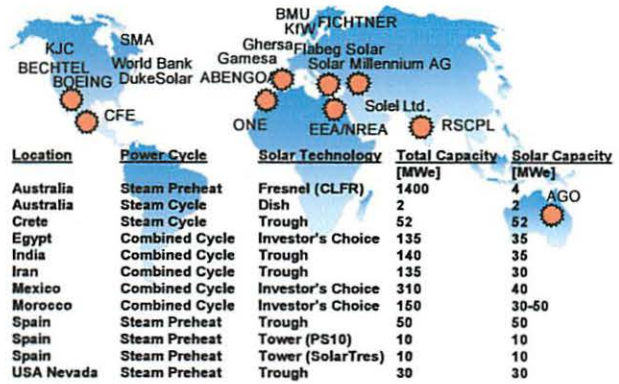 BMU
KfW FICHTNER
SMA
KJC
Ghersa Flabeg Solar
World Bank
Gamesa
BECHTEL
DukeSolar
ABENGOA
Solar Millennium AG
BOEING
CFE
Solel Ltd.
ONE
EEA/NREA
RSCPL
Location Power Cycle Solar Technology Total Capacity Solar Capacity
[MWe] [MWe]
AGO
Australia Steam Preheat Fresnel (CLFR) 1400 4
Australia Steam Cycle Dish 2 2
Crete Steam Cycle Trough 52 52
Egypt Combined Cycle Investor's Choice 135 35
India Combined Cycle Trough 140 35
Iran Combined Cycle Trough 135 30
Mexico Combined Cycle Investor's Choice 310 40
Morocco Combined Cycle Investor's Choice 150 30-50
Spain Steam Preheat Trough 50 50
Spain Steam Preheat Tower (PS10) 10 10
Spain Steam Preheat Tower (SolarTres) 10 10
USA Nevada Steam Preheat Trough 30 30